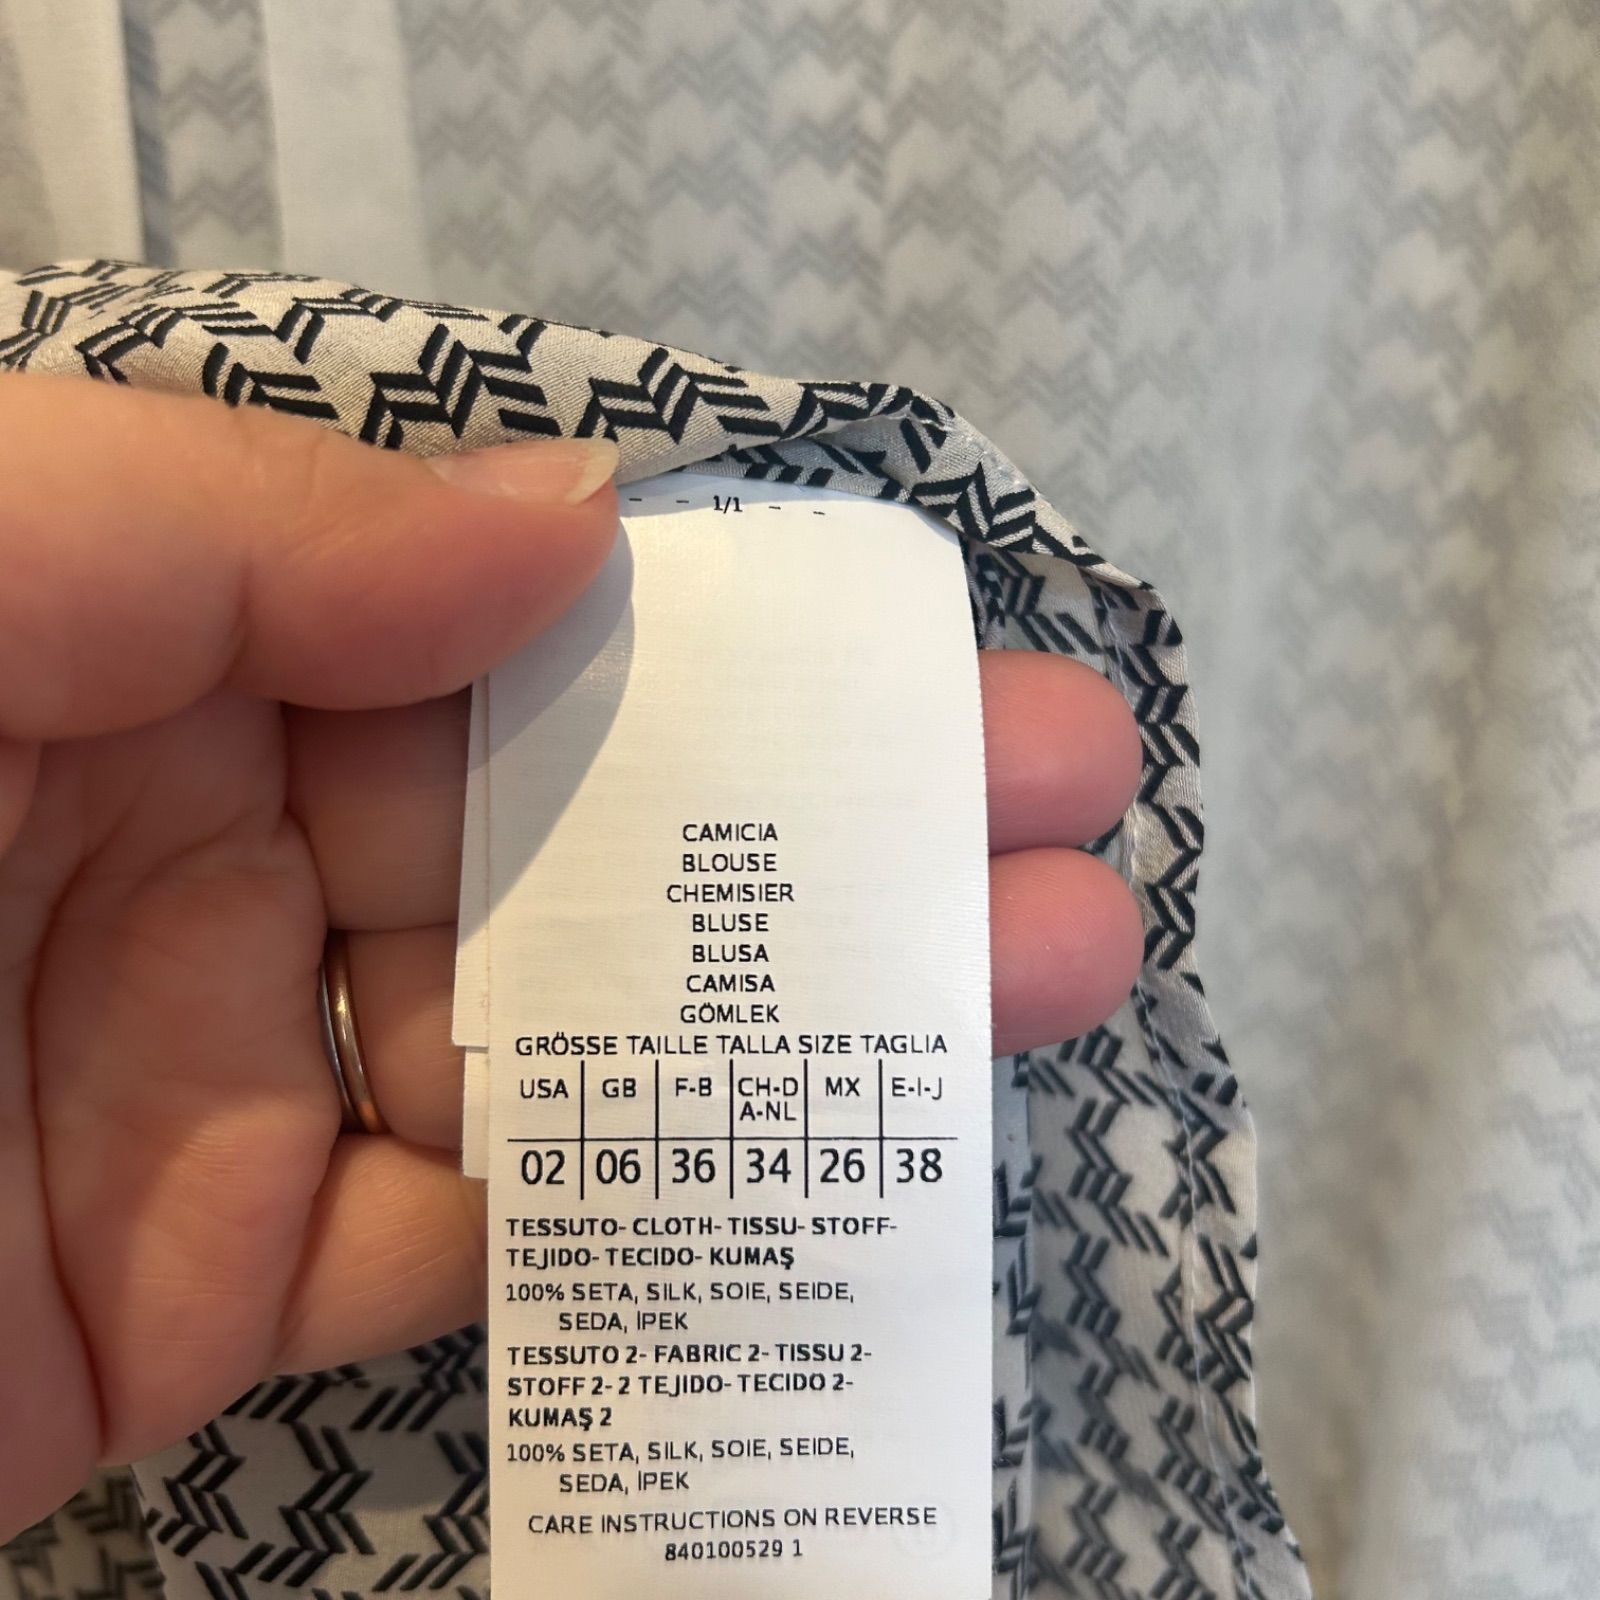 - - 1/1 - -
CAMICIA
BLOUSE
CHEMISIER
BLUSE
BLUSA
CAMISA
GÖMLEK
GRÖSSE TAILLE TALLA SIZE TAGLIA
USA GB F-B CH-D MX E-I-J
A-NL
02 06 36 34 26 38
TESSUTO- CLOTH- TISSU- STOFF-
TEJIDO- TECIDO- KUMAŞ
100% SETA, SILK, SOIE, SEIDE,
SEDA, İPEK
TESSUTO 2- FABRIC 2- TISSU 2-
STOFF 2- 2 TEJIDO- TECIDO 2-
KUMAŞ 2
100% SETA, SILK, SOIE, SEIDE,
SEDA, İPEK
CARE INSTRUCTIONS ON REVERSE
840100529 1